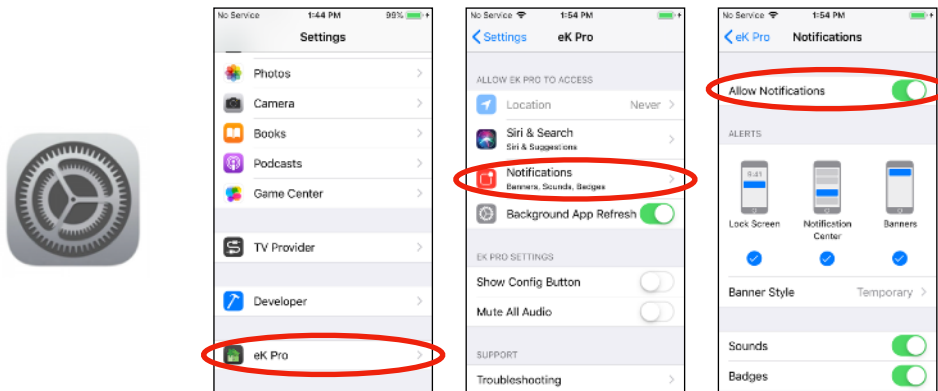 No Service 1:44 PM 99%
Settings
Photos
Camera
Books
Podcasts
Game Center
TV Provider
Developer
eK Pro
No Service 1:54 PM
Settings eK Pro
ALLOW EK PRO TO ACCESS
Location Never
Siri & Search
Siri & Suggestions
Notifications
Banners, Sounds, Badges
Background App Refresh
EK PRO SETTINGS
Show Config Button
Mute All Audio
SUPPORT
Troubleshooting
No Service 1:54 PM
eK Pro Notifications
Allow Notifications
ALERTS
9:41
Lock Screen Notification Banners
Center
Banner Style Temporary
Sounds
Badges